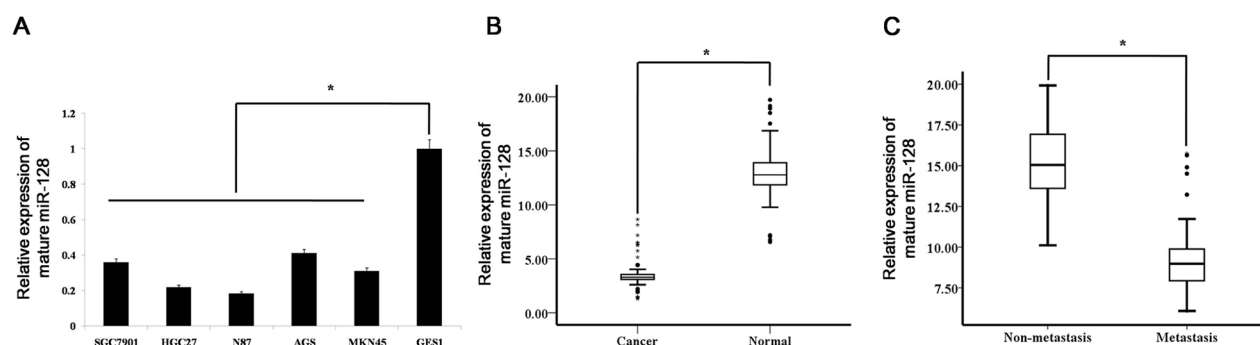 A
Relative expression of
mature miR-128
*
1.2
1
0.8
0.6
0.4
0.2
0
SGC7901 HGC27 N87 AGS MKN45 GES1
B
Relative expression of
mature miR-128
*
20.00
15.00
10.00
5.00
0.00
Cancer Normal
C
Relative expression of
mature miR-128
*
20.00
17.50
15.00
12.50
10.00
7.50
Non-metastasis Metastasis